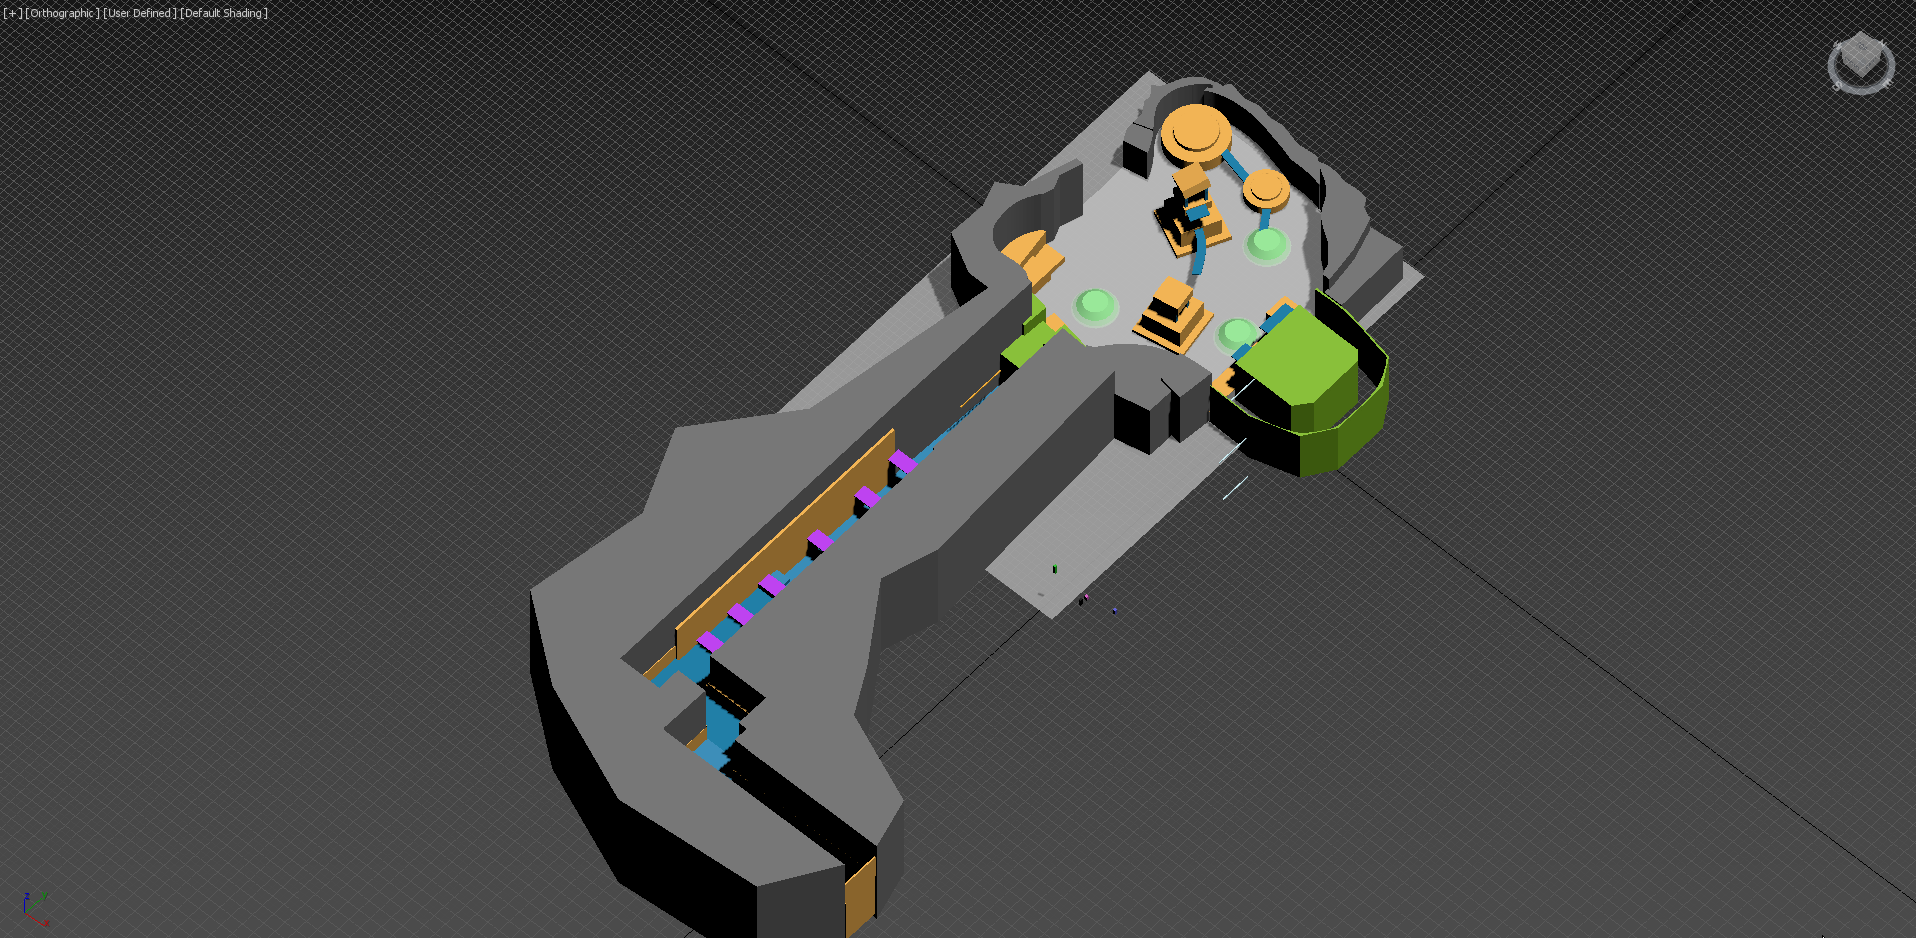 [+] [Orthographic] [User Defined] [Default Shading]
z
y
x